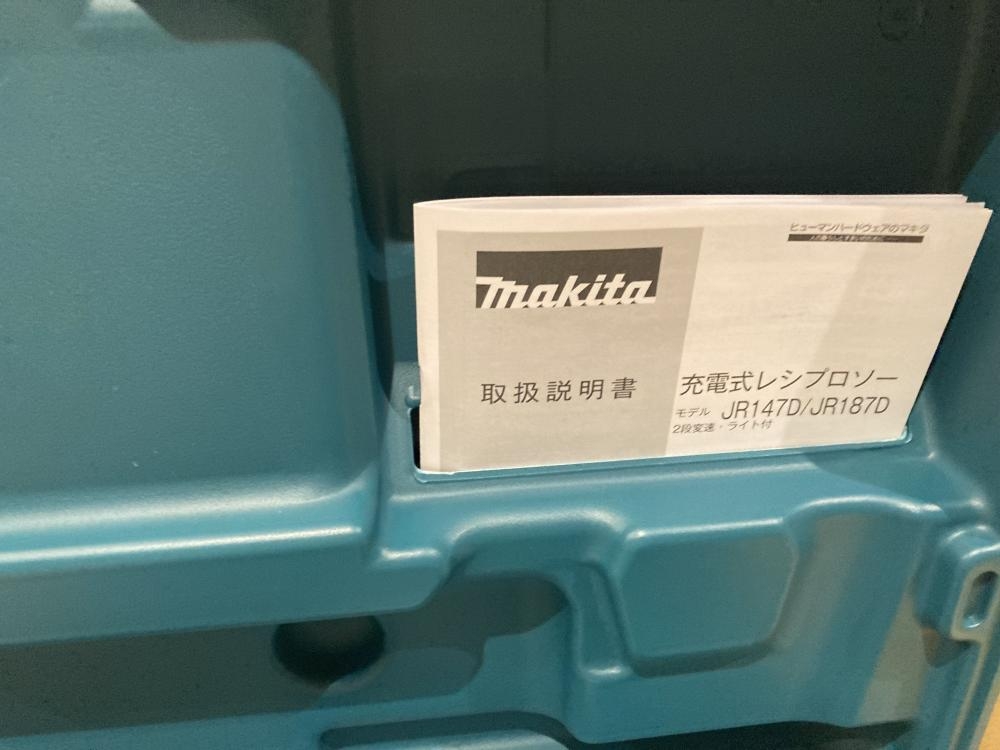 ヒューマンハードウェアのマキタ
makita
取扱説明書
充電式レシプロソー
モデル JR147D/JR187D
2段変速・ライト付